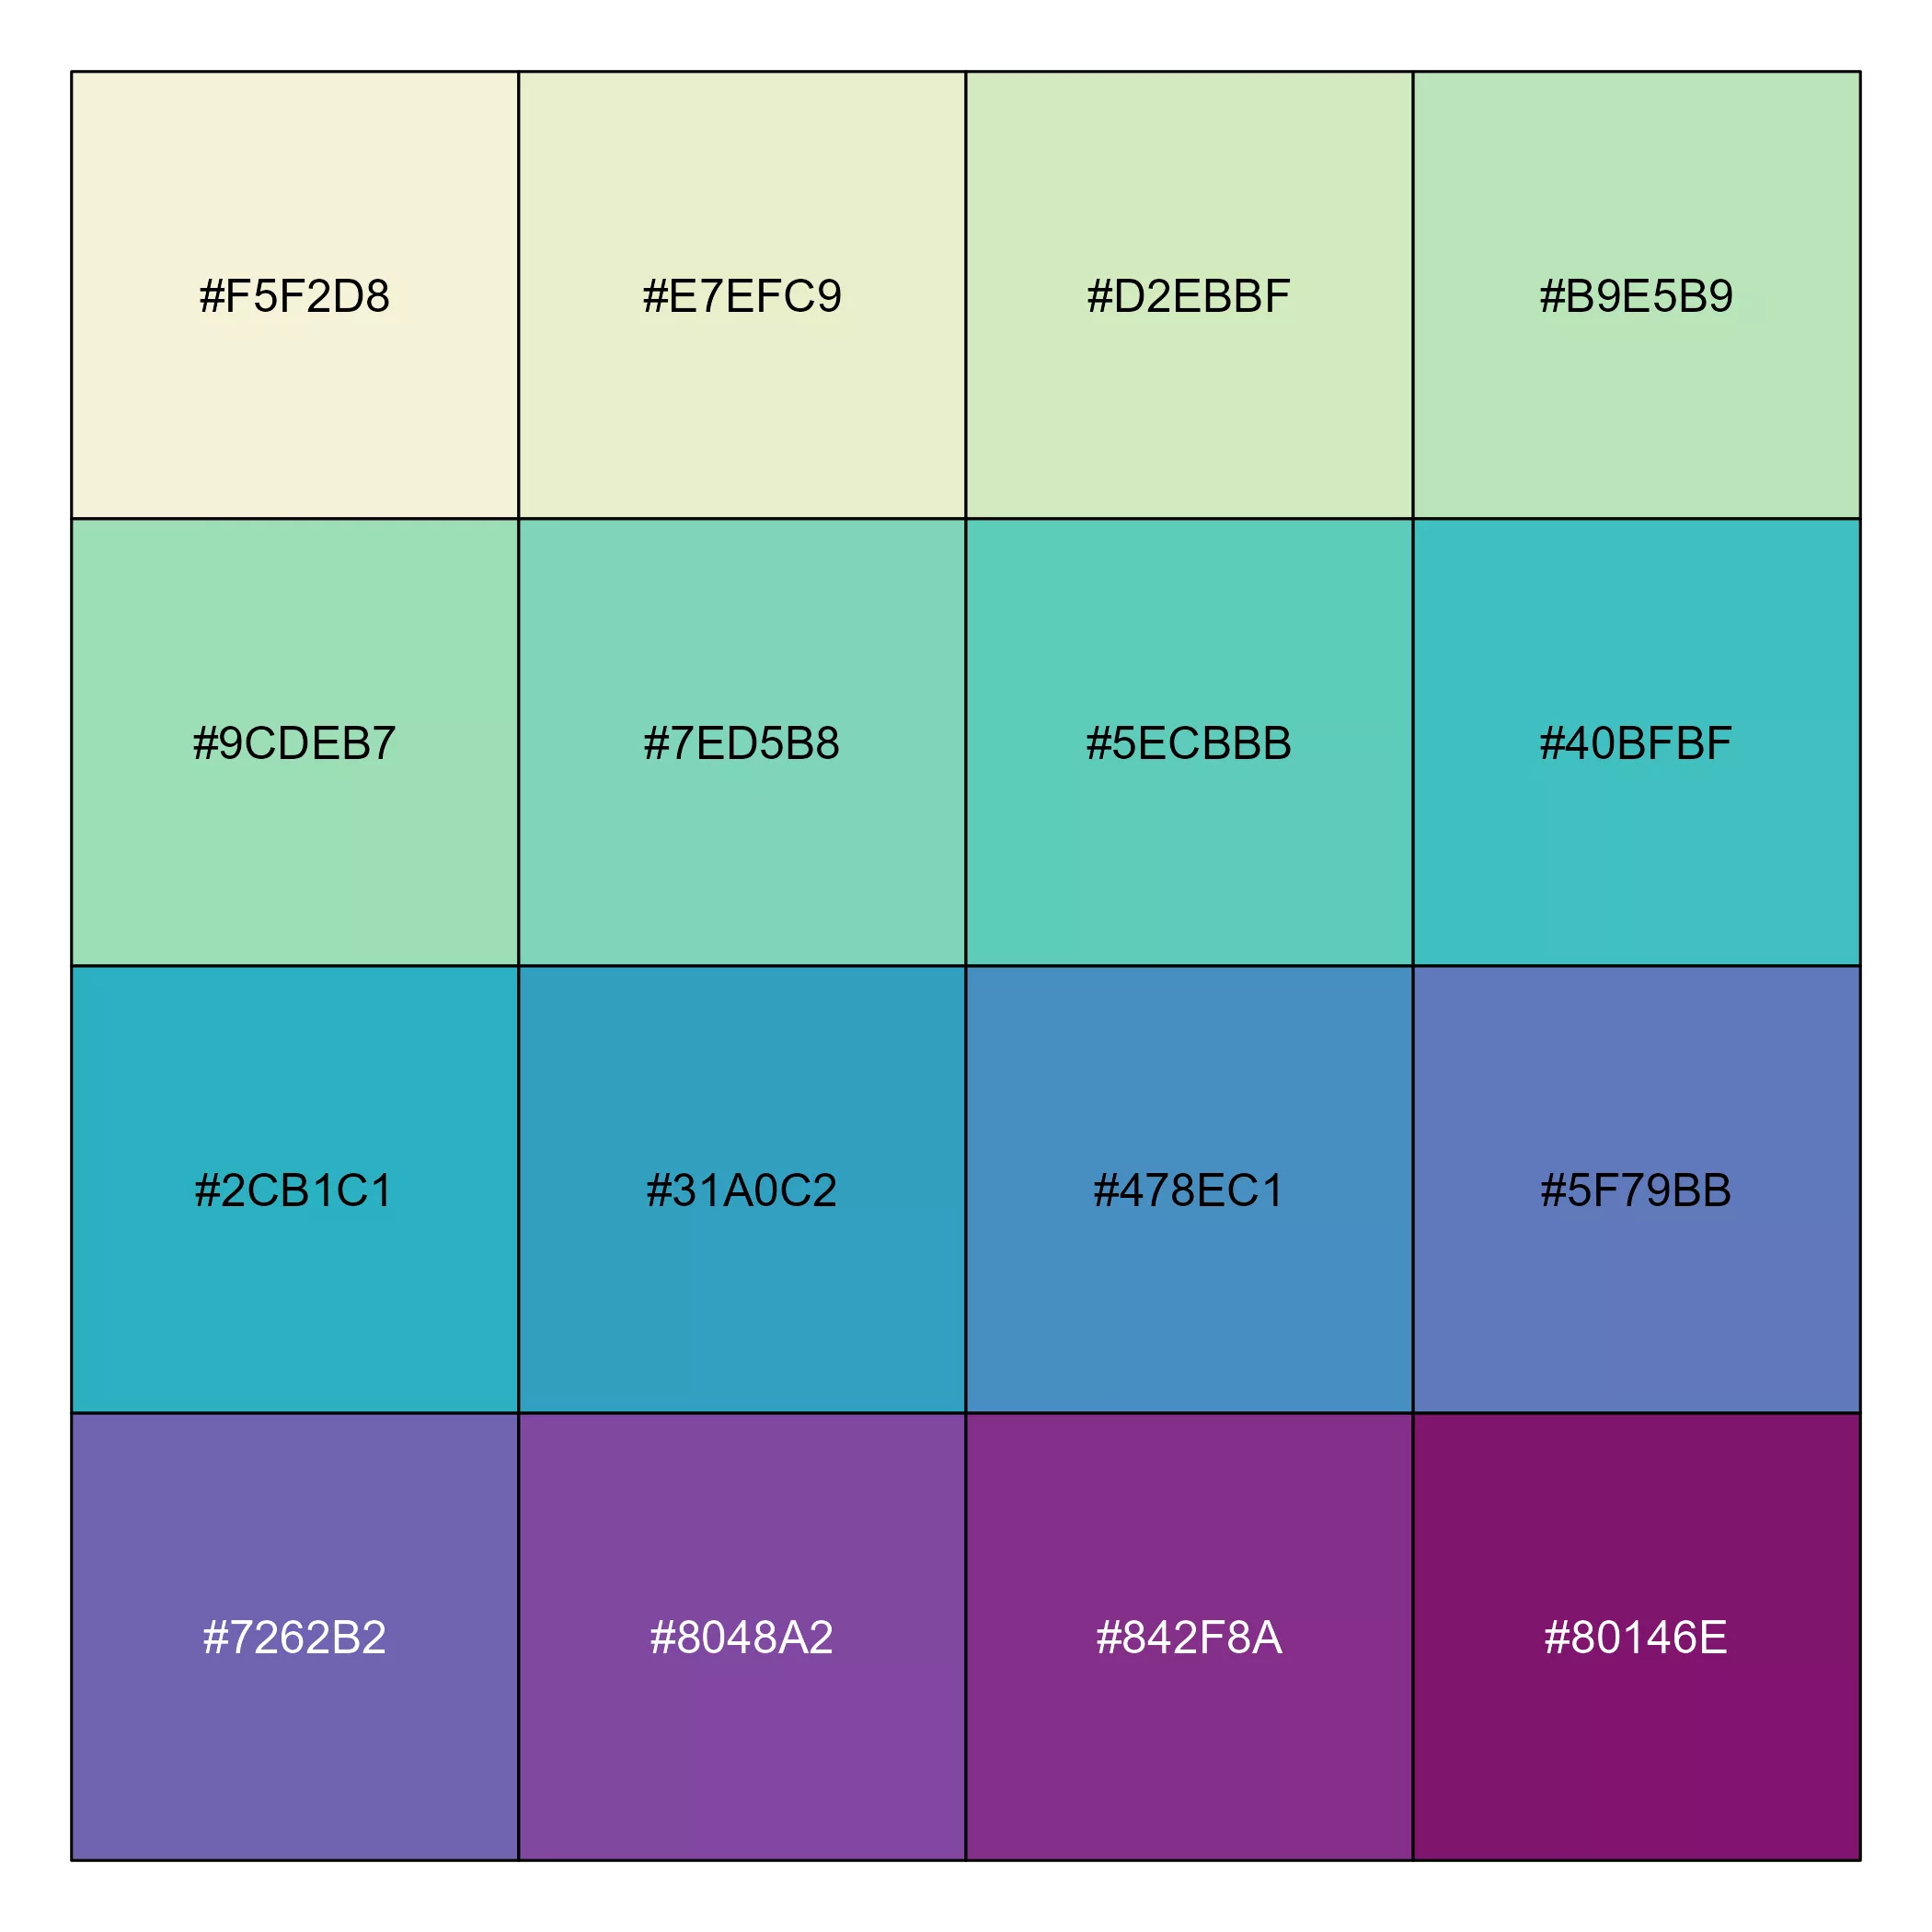 #F5F2D8 #E7EFC9 #D2EBBF #B9E5B9
#9CDEB7 #7ED5B8 #5ECBBB #40BFBF
#2CB1C1 #31A0C2 #478EC1 #5F79BB
#7262B2 #8048A2 #842F8A #80146E